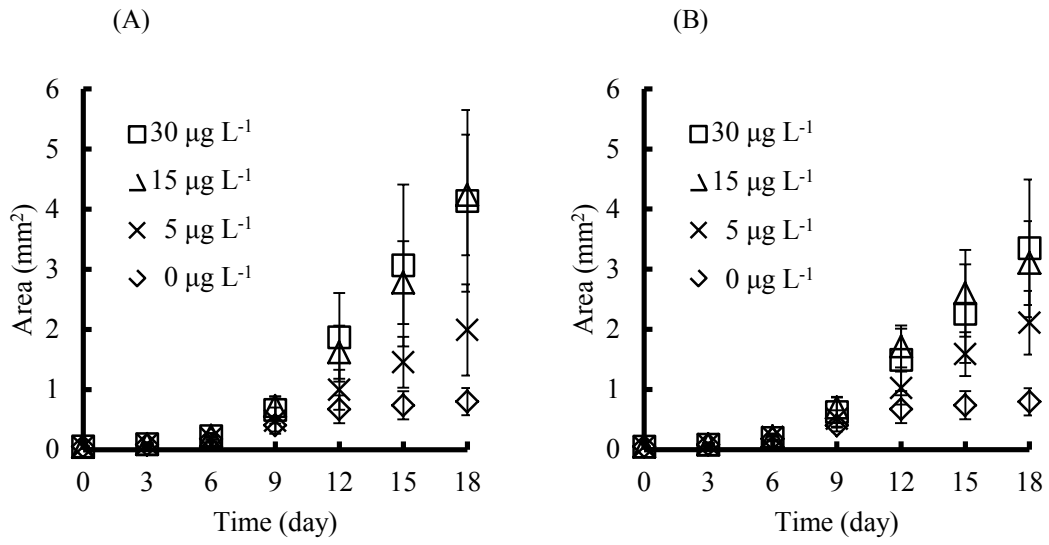 (A)
6
5
4
3
2
1
0
Area (mm²)
30 μg L⁻¹
15 μg L⁻¹
5 μg L⁻¹
0 μg L⁻¹
0 3 6 9 12 15 18
Time (day)
(B)
6
5
4
3
2
1
0
Area (mm²)
30 μg L⁻¹
15 μg L⁻¹
5 μg L⁻¹
0 μg L⁻¹
0 3 6 9 12 15 18
Time (day)